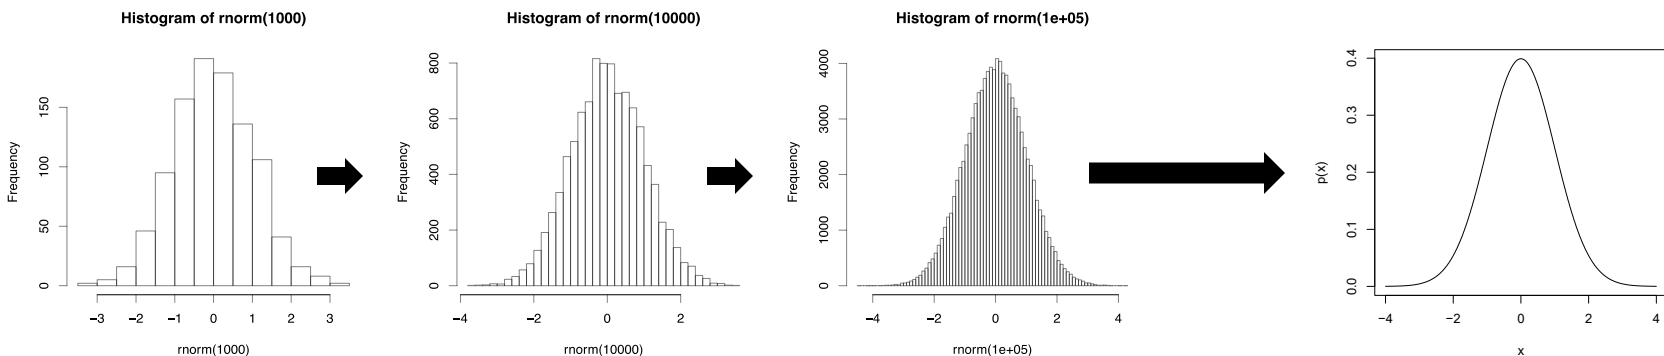 Histogram of rnorm(1000)
Frequency
0 50 100 150
−3 −2 −1 0 1 2 3
rnorm(1000)
Histogram of rnorm(10000)
Frequency
0 200 400 600 800
−4 −2 0 2
rnorm(10000)
Histogram of rnorm(1e+05)
Frequency
0 1000 2000 3000 4000
−4 −2 0 2 4
rnorm(1e+05)
p(x)
0.0 0.1 0.2 0.3 0.4
−4 −2 0 2 4
x